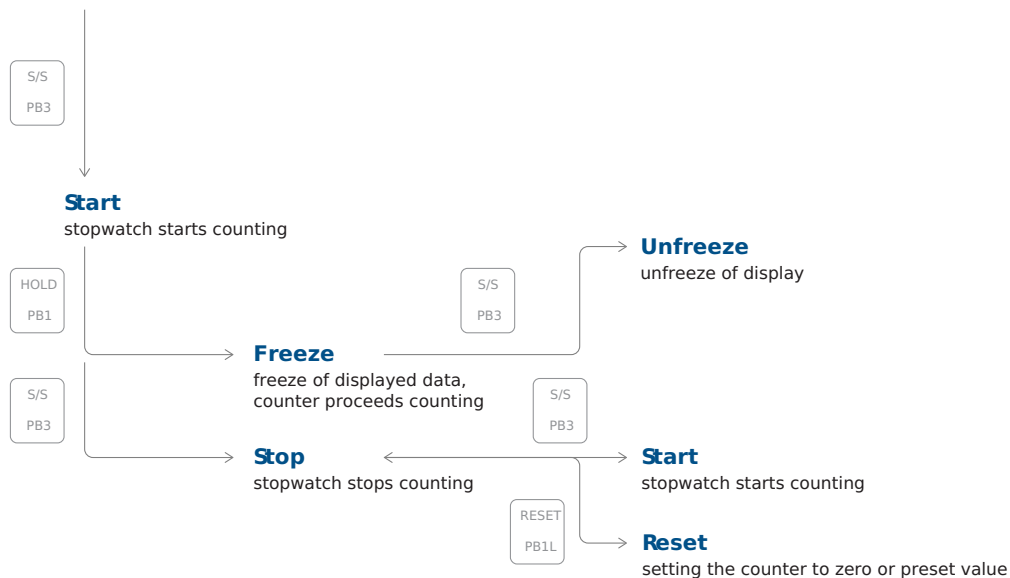 S/S
PB3
Start
stopwatch starts counting
HOLD
PB1
S/S
PB3
Unfreeze
unfreeze of display
Freeze
freeze of displayed data,
counter proceeds counting
S/S
PB3
S/S
PB3
Stop
stopwatch stops counting
Start
stopwatch starts counting
RESET
PB1L
Reset
setting the counter to zero or preset value